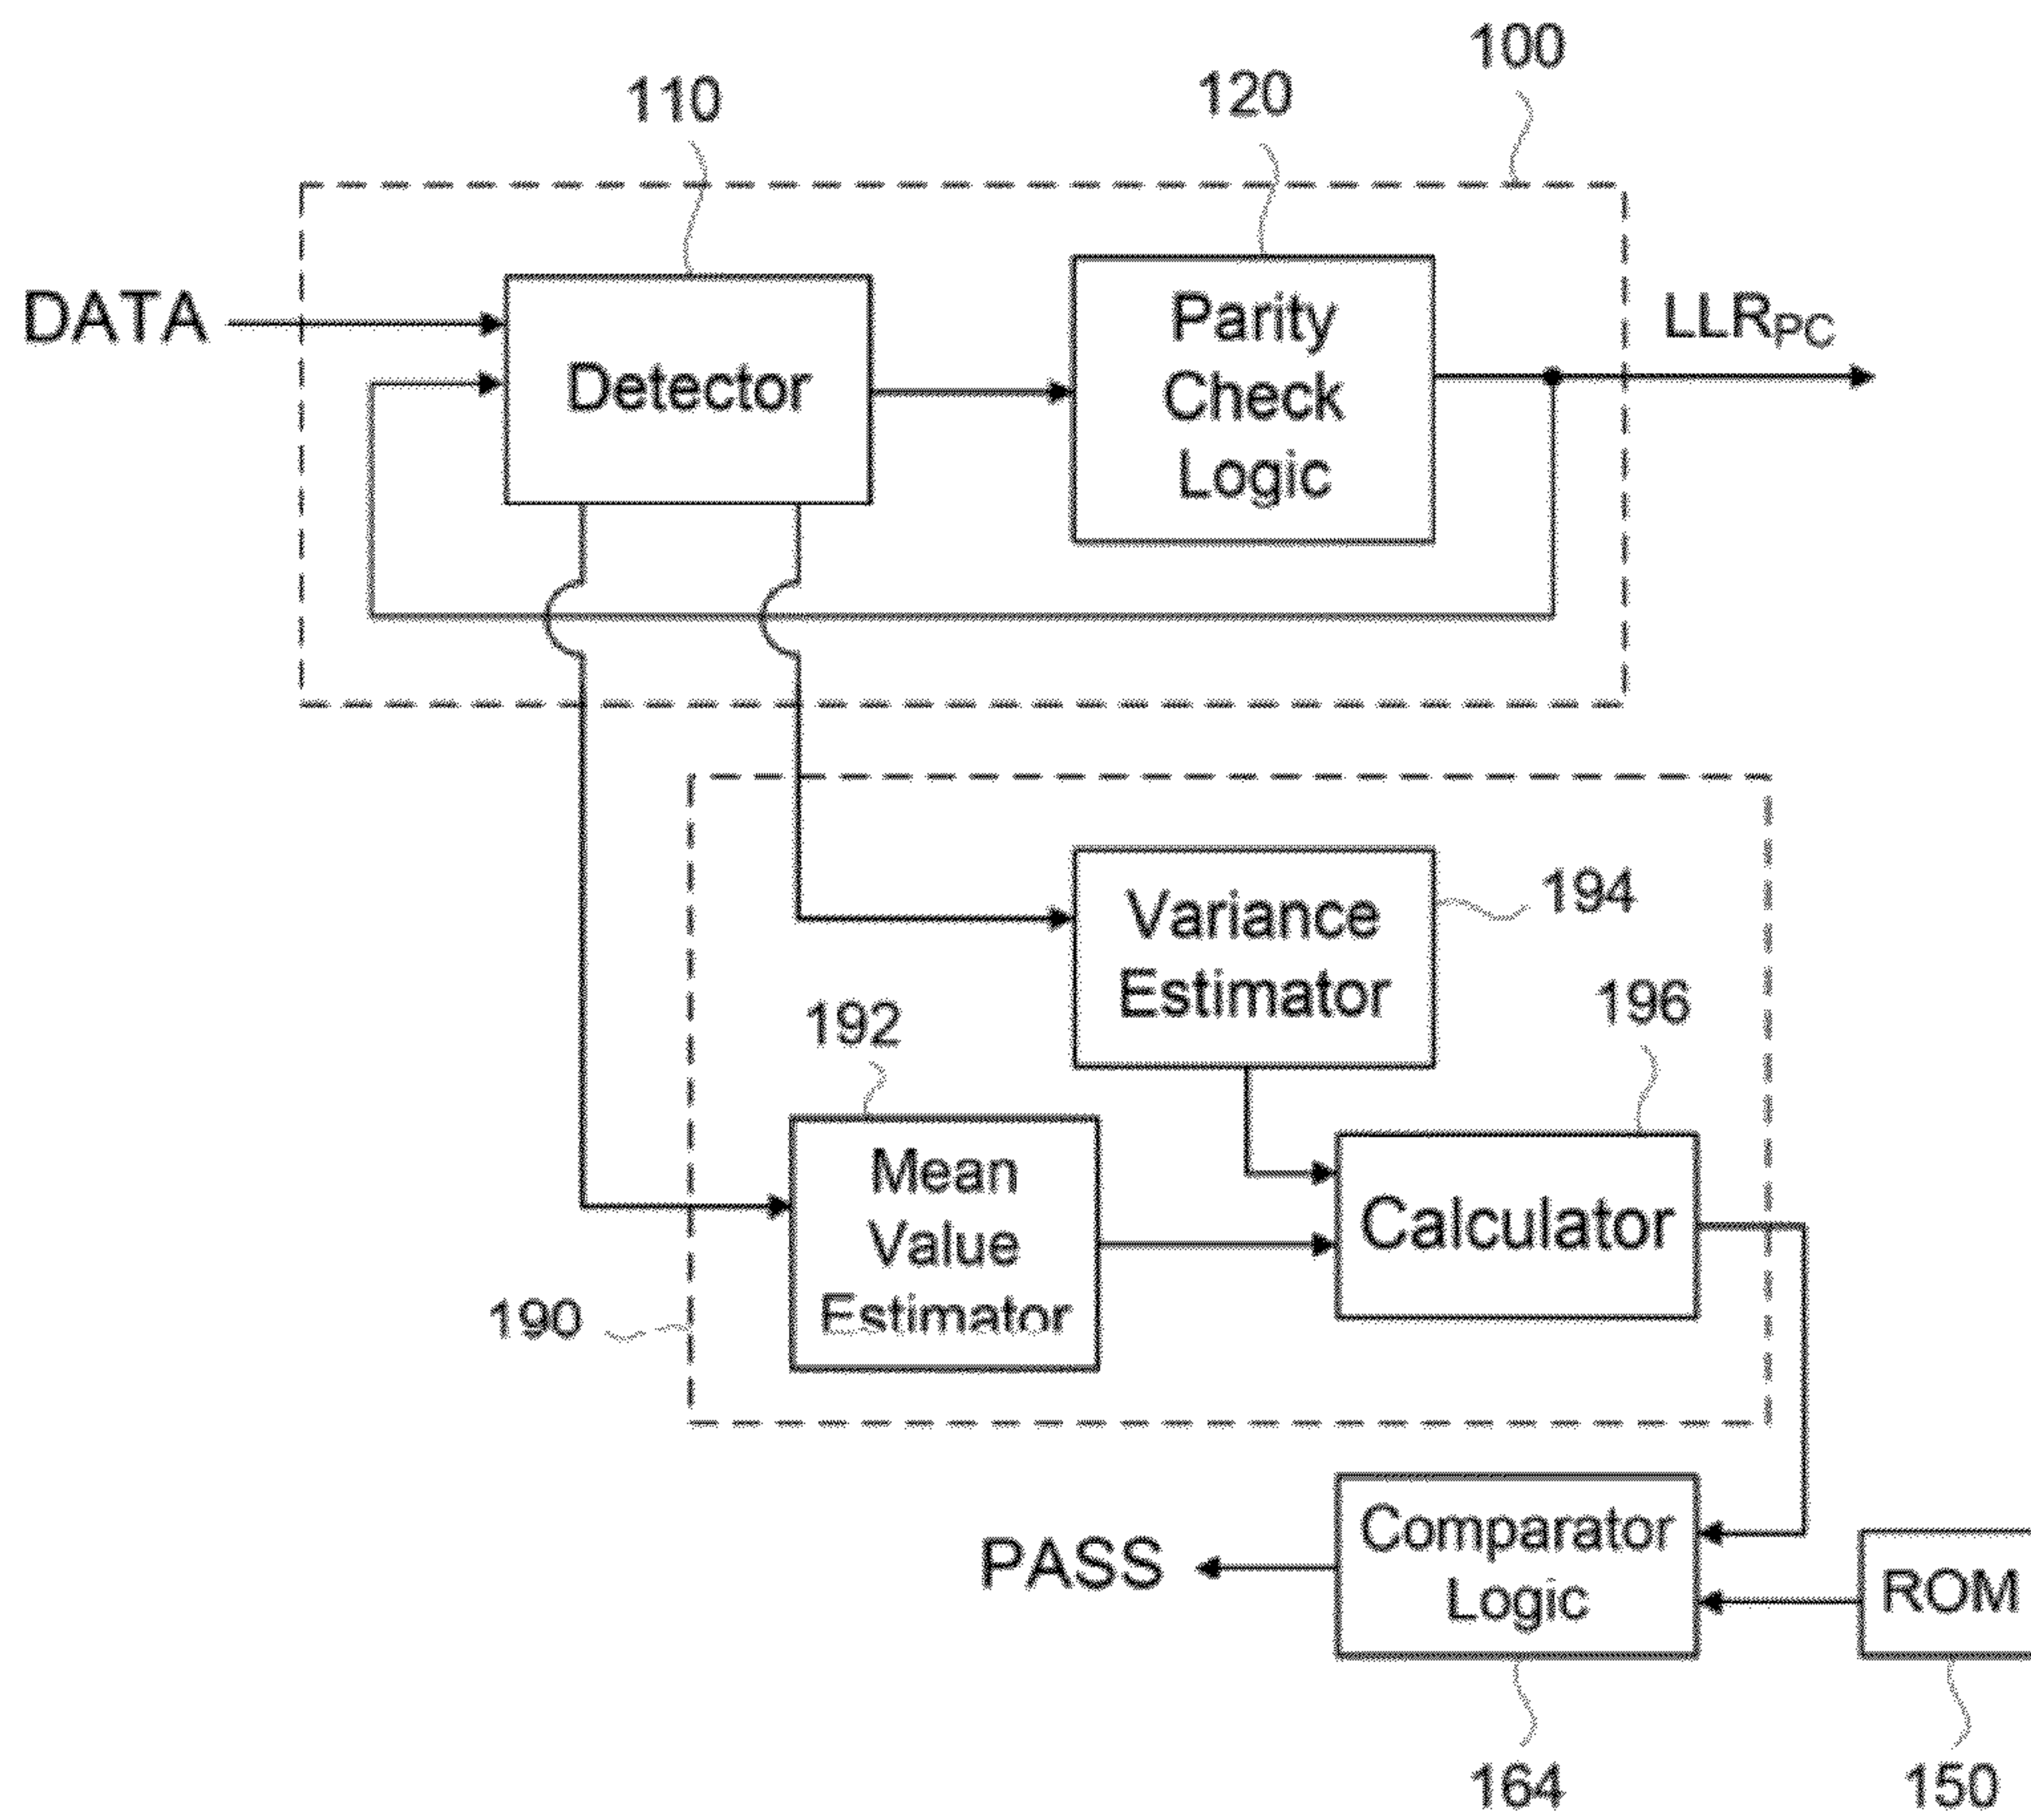 100
110
120
DATA
Detector
Parity
Check
Logic
LLRPC
Variance
Estimator
194
192
196
Mean
Value
Estimator
Calculator
190
PASS
Comparator
Logic
ROM
164
150